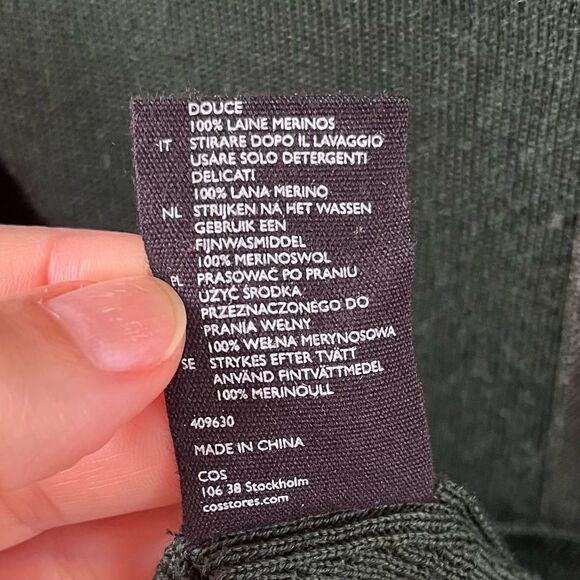 DOUCE
100% LAINE MERINOS
IT STIRARE DOPO IL LAVAGGIO
USARE SOLO DETERGENTI
DELICATI
100% LANA MERINO
NL STRIJKEN NA HET WASSEN
GEBRUIK EEN
FIJNWASMIDDEL
100% MERINOSWOL
PL PRASOWAĆ PO PRANIU
UŻYĆ ŚRODKA
PRZEZNACZONEGO DO
PRANIA WEŁNY
100% WEŁNA MERYNOSOWA
SE STRYKES EFTER TVÄTT
ANVÄND FINTVÄTTMEDEL
100% MERINOULL
409630
MADE IN CHINA
COS
106 38 Stockholm
cosstores.com